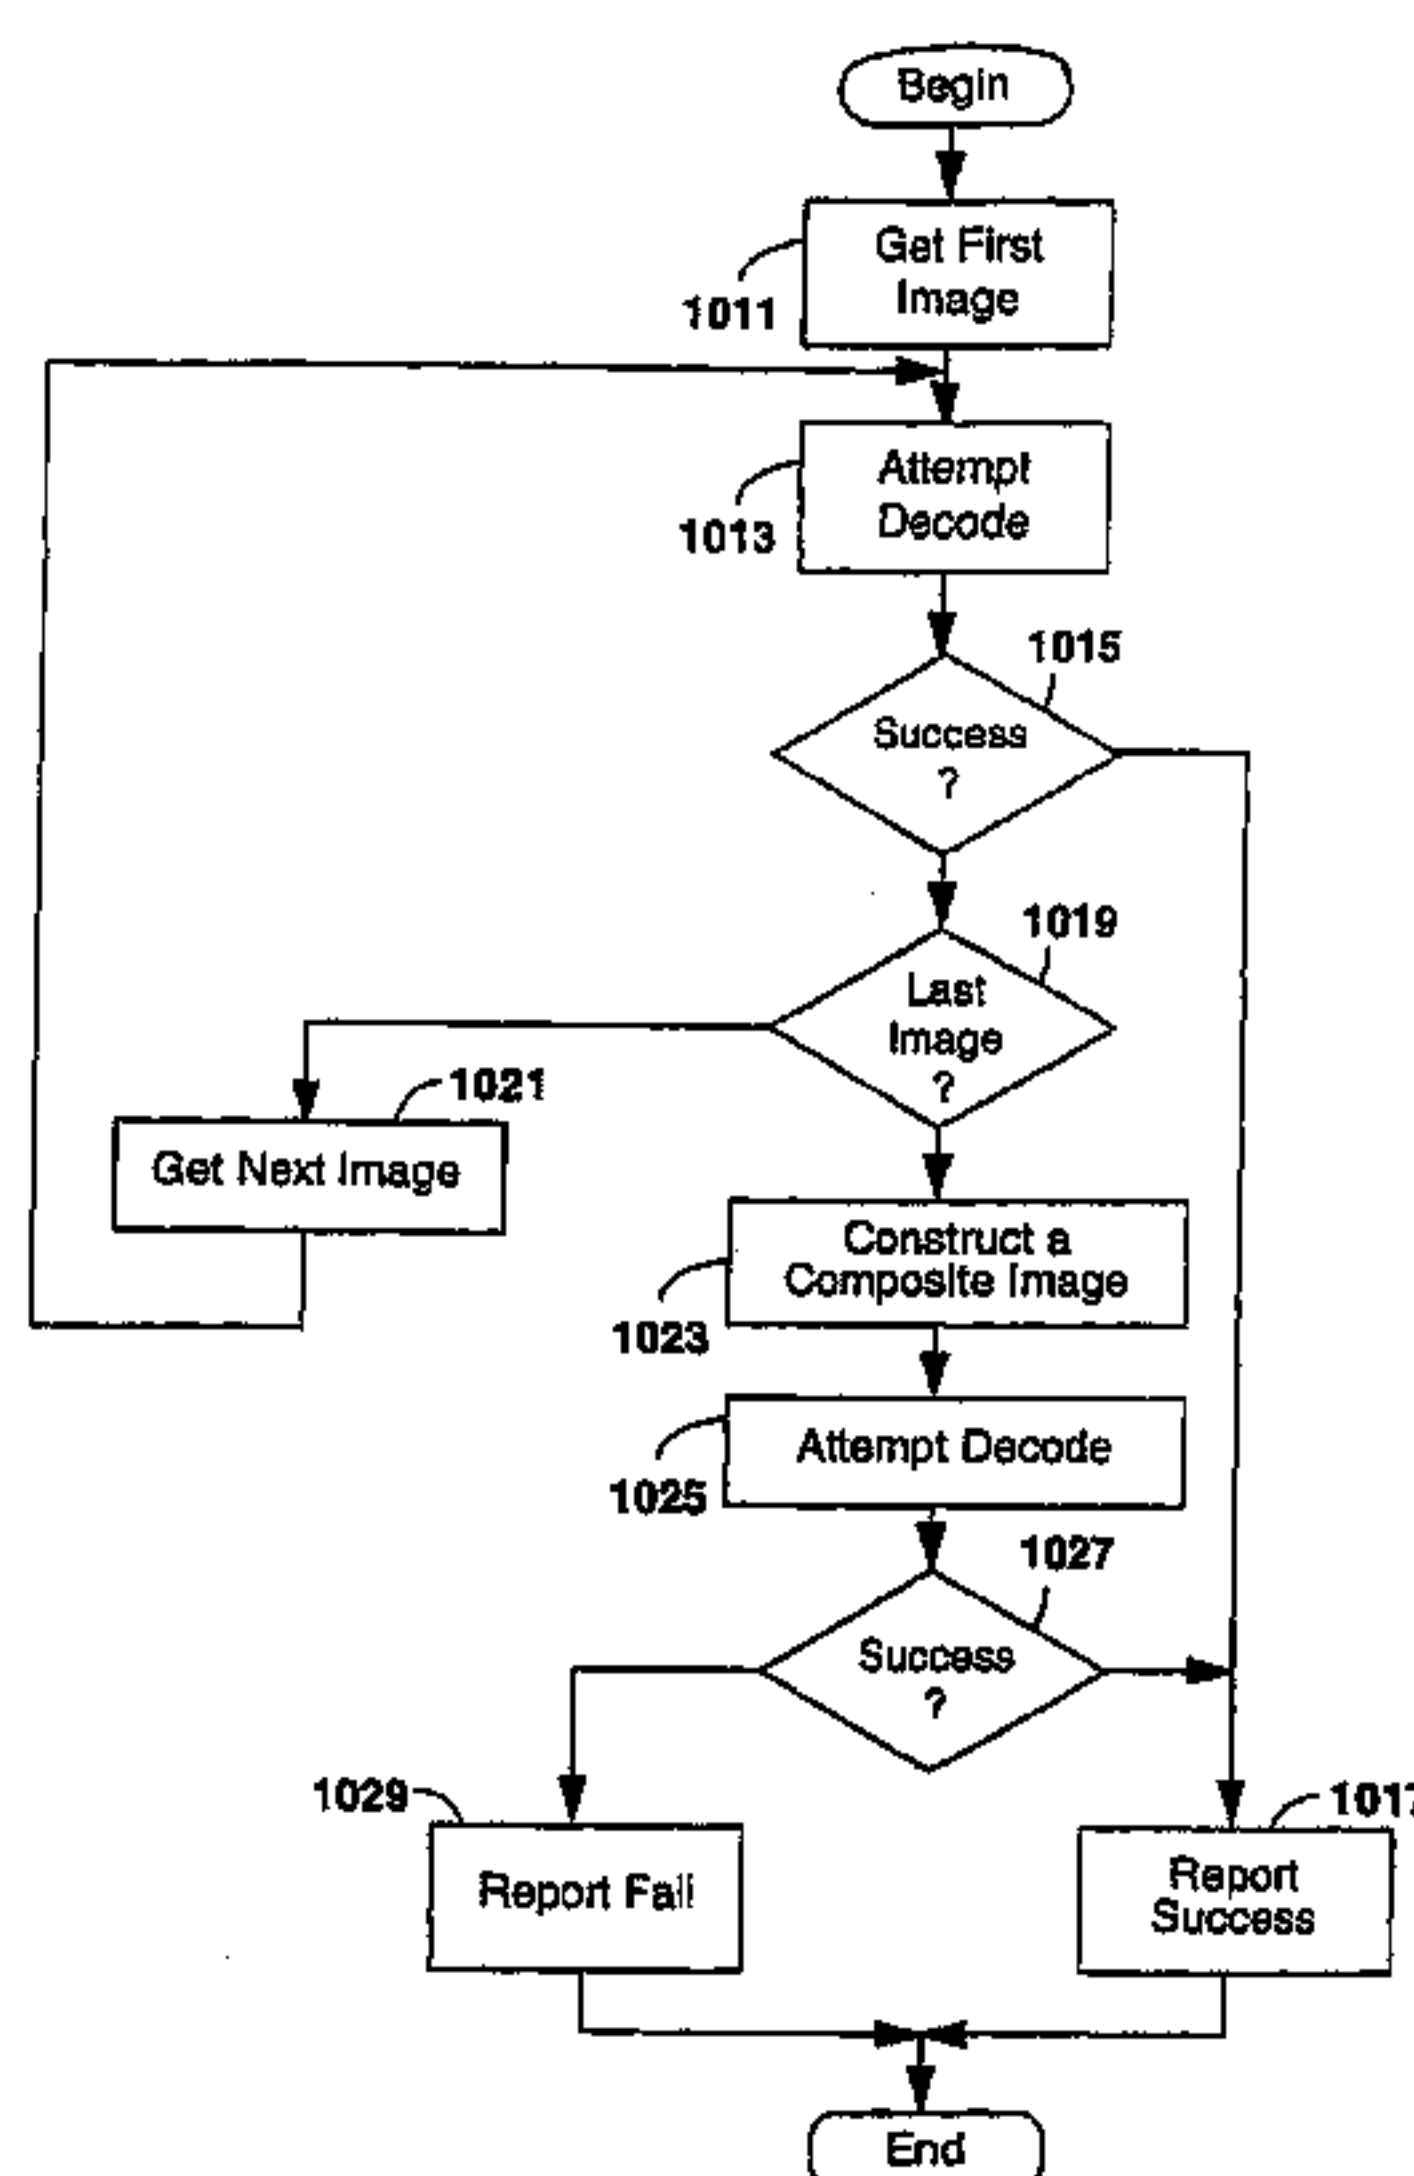 Begin
Get First
Image
1011
Attempt
Decode
1013
1015
Success
?
1019
Last
Image
?
1021
Get Next Image
Construct a
Composite Image
1023
Attempt Decode
1025
1027
Success
?
1029
Report Fail
1017
Report
Success
End